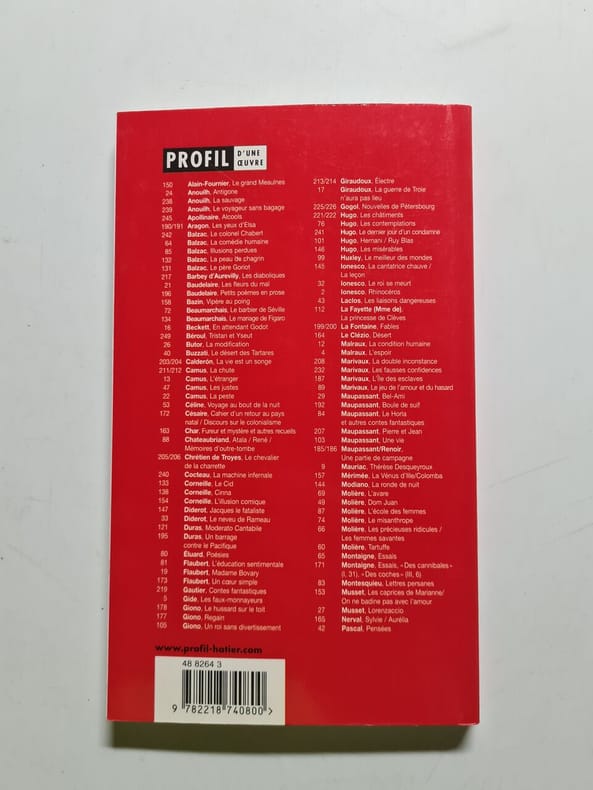 PROFIL D'UNE
ŒUVRE
150 Alain-Fournier, Le grand Meaulnes
24 Anouilh, Antigone
238 Anouilh, La sauvage
239 Anouilh, Le voyageur sans bagage
245 Apollinaire, Alcools
190/191 Aragon, Les yeux d'Elsa
242 Balzac, Le colonel Chabert
64 Balzac, La comédie humaine
85 Balzac, Illusions perdues
132 Balzac, La peau de chagrin
131 Balzac, Le père Goriot
217 Barbey d'Aurevilly, Les diaboliques
21 Baudelaire, Les fleurs du mal
196 Baudelaire, Petits poèmes en prose
158 Bazin, Vipère au poing
72 Beaumarchais, Le barbier de Séville
134 Beaumarchais, Le mariage de Figaro
16 Beckett, En attendant Godot
249 Béroul, Tristan et Yseut
26 Butor, La modification
40 Buzzati, Le désert des Tartares
203/204 Calderón, La vie est un songe
211/212 Camus, La chute
13 Camus, L'étranger
47 Camus, Les justes
22 Camus, La peste
53 Céline, Voyage au bout de la nuit
172 Césaire, Cahier d'un retour au pays
natal / Discours sur le colonialisme
163 Char, Fureur et mystère et autres recueils
88 Chateaubriand, Atala / René /
Mémoires d'outre-tombe
205/206 Chrétien de Troyes, Le chevalier
de la charrette
240 Cocteau, La machine infernale
133 Corneille, Le Cid
138 Corneille, Cinna
154 Corneille, L'illusion comique
147 Diderot, Jacques le fataliste
33 Diderot, Le neveu de Rameau
121 Duras, Moderato Cantabile
195 Duras, Un barrage
contre le Pacifique
80 Éluard, Poésies
81 Flaubert, L'éducation sentimentale
19 Flaubert, Madame Bovary
173 Flaubert, Un cœur simple
219 Gautier, Contes fantastiques
5 Gide, Les faux-monnayeurs
178 Giono, Le hussard sur le toit
177 Giono, Regain
105 Giono, Un roi sans divertissement
213/214 Giraudoux, Électre
17 Giraudoux, La guerre de Troie
n'aura pas lieu
225/226 Gogol, Nouvelles de Pétersbourg
221/222 Hugo, Les châtiments
76 Hugo, Les contemplations
241 Hugo, Le dernier jour d'un condamné
101 Hugo, Hernani / Ruy Blas
146 Hugo, Les misérables
99 Huxley, Le meilleur des mondes
145 Ionesco, La cantatrice chauve /
La leçon
32 Ionesco, Le roi se meurt
2 Ionesco, Rhinocéros
43 Laclos, Les liaisons dangereuses
112 La Fayette (Mme de),
La princesse de Clèves
199/200 La Fontaine, Fables
164 Le Clézio, Désert
12 Malraux, La condition humaine
4 Malraux, L'espoir
208 Marivaux, La double inconstance
232 Marivaux, Les fausses confidences
187 Marivaux, L'Île des esclaves
89 Marivaux, Le jeu de l'amour et du hasard
29 Maupassant, Bel-Ami
192 Maupassant, Boule de suif
84 Maupassant, Le Horla
et autres contes fantastiques
207 Maupassant, Pierre et Jean
103 Maupassant, Une vie
185/186 Maupassant/Renoir,
Une partie de campagne
9 Mauriac, Thérèse Desqueyroux
157 Mérimée, La Vénus d'Ille/Colomba
144 Modiano, La ronde de nuit
69 Molière, L'avare
49 Molière, Dom Juan
87 Molière, L'école des femmes
74 Molière, Le misanthrope
66 Molière, Les précieuses ridicules /
Les femmes savantes
60 Molière, Tartuffe
65 Montaigne, Essais
171 Montaigne, Essais, «Des cannibales»
(I, 31), «Des coches» (III, 6)
83 Montesquieu, Lettres persanes
153 Musset, Les caprices de Marianne/
On ne badine pas avec l'amour
27 Musset, Lorenzaccio
165 Nerval, Sylvie / Aurélia
42 Pascal, Pensées
www.profil-hatier.com
48 8264 3
9 782218 740800 >